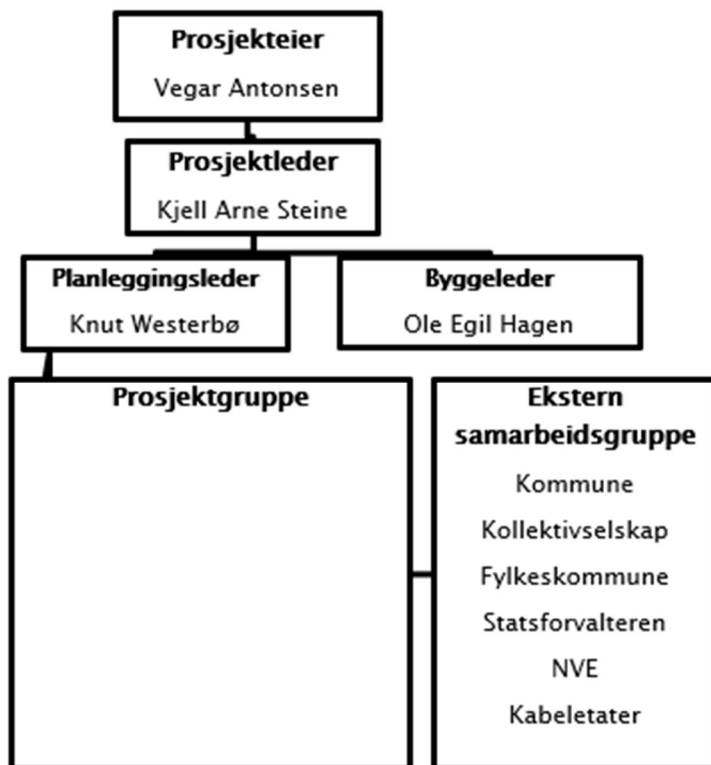 Prosjekteier
Vegar Antonsen
Prosjektleder
Kjell Arne Steine
Planleggingsleder
Knut Westerbø
Byggeleder
Ole Egil Hagen
Prosjektgruppe
Ekstern
samarbeidsgruppe
Kommune
Kollektivselskap
Fylkeskommune
Statsforvalteren
NVE
Kabeletater